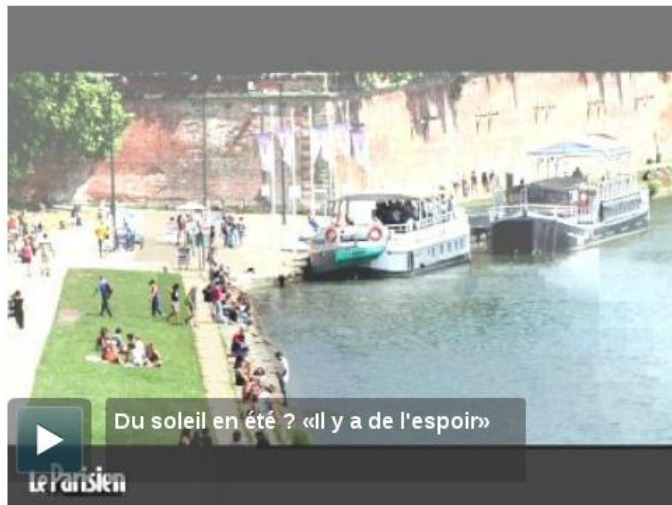 Du soleil en été ? «Il y a de l'espoir»
Le Parisien